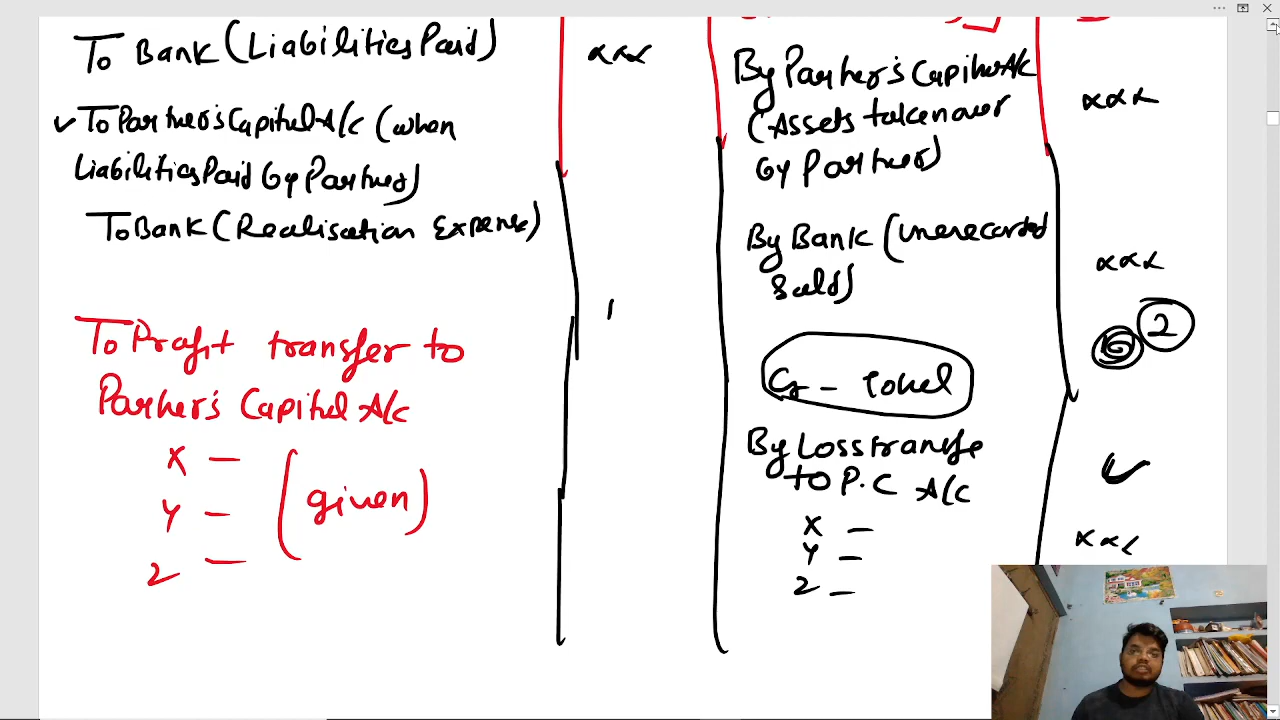 To Bank (Liabilities Paid)
xxx
✓ To Partner's Capital A/c (when
Liabilities Paid By Partner)
To Bank (Realisation Expense)
To Profit transfer to
Partner's Capital A/c
X —
Y — (given)
Z —
By Partner's Capital A/c
(Assets taken over
By Partner)
xxx
By Bank (Unrecorded
Sold)
xxx
2
Cr – Total
By Loss transfe
to P.C A/c
✓
X —
Y —
Z —
xxx